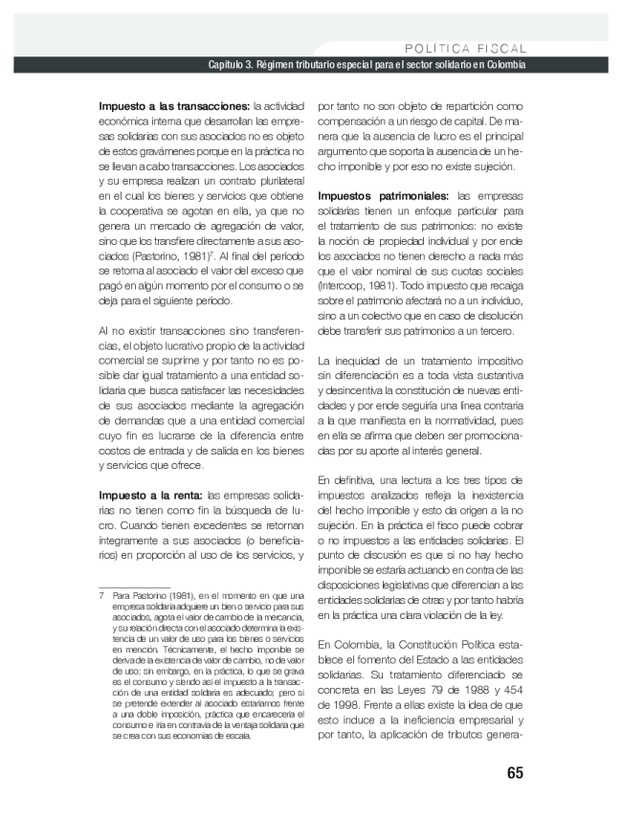 POLÍTICA FISCAL
Capítulo 3. Régimen tributario especial para el sector solidario en Colombia
Impuesto a las transacciones: la actividad
económica interna que desarrollan las empre-
sas solidarias con sus asociados no es objeto
de estos gravámenes porque en la práctica no
se llevan a cabo transacciones. Los asociados
y su empresa realizan un contrato plurilateral
en el cual los bienes y servicios que obtiene
la cooperativa se agotan en ella, ya que no
genera un mercado de agregación de valor,
sino que los transfiere directamente a sus aso-
ciados (Pastorino, 1981)7. Al final del período
se retorna al asociado el valor del exceso que
pagó en algún momento por el consumo o se
deja para el siguiente período.
Al no existir transacciones sino transferen-
cias, el objeto lucrativo propio de la actividad
comercial se suprime y por tanto no es po-
sible dar igual tratamiento a una entidad so-
lidaria que busca satisfacer las necesidades
de sus asociados mediante la agregación
de demandas que a una entidad comercial
cuyo fin es lucrarse de la diferencia entre
costos de entrada y de salida en los bienes
y servicios que ofrece.
Impuesto a la renta: las empresas solida-
rias no tienen como fin la búsqueda de lu-
cro. Cuando tienen excedentes se retornan
íntegramente a sus asociados (o beneficia-
rios) en proporción al uso de los servicios, y
7 Para Pastorino (1981), en el momento en que una
empresa solidaria adquiere un bien o servicio para sus
asociados, agota el valor de cambio de la mercancía,
y su relación directa con el asociado determina la exis-
tencia de un valor de uso para los bienes o servicios
en mención. Técnicamente, el hecho imponible se
deriva de la existencia de valor de cambio, no de valor
de uso; sin embargo, en la práctica, lo que se grava
es el consumo y siendo así el impuesto a la transac-
ción de una entidad solidaria es adecuado; pero si
se pretende extender al asociado estaríamos frente
a una doble imposición, práctica que encarecería el
consumo e iría en contravía de la ventaja solidaria que
se crea con sus economías de escala.
por tanto no son objeto de repartición como
compensación a un riesgo de capital. De ma-
nera que la ausencia de lucro es el principal
argumento que soporta la ausencia de un he-
cho imponible y por eso no existe sujeción.
Impuestos patrimoniales: las empresas
solidarias tienen un enfoque particular para
el tratamiento de sus patrimonios: no existe
la noción de propiedad individual y por ende
los asociados no tienen derecho a nada más
que el valor nominal de sus cuotas sociales
(Intercoop, 1981). Todo impuesto que recaiga
sobre el patrimonio afectará no a un individuo,
sino a un colectivo que en caso de disolución
debe transferir sus patrimonios a un tercero.
La inequidad de un tratamiento impositivo
sin diferenciación es a toda vista sustantiva
y desincentiva la constitución de nuevas enti-
dades y por ende seguiría una línea contraria
a la que manifiesta en la normatividad, pues
en ella se afirma que deben ser promociona-
das por su aporte al interés general.
En definitiva, una lectura a los tres tipos de
impuestos analizados refleja la inexistencia
del hecho imponible y esto da origen a la no
sujeción. En la práctica el fisco puede cobrar
o no impuestos a las entidades solidarias. El
punto de discusión es que si no hay hecho
imponible se estaría actuando en contra de las
disposiciones legislativas que diferencian a las
entidades solidarias de otras y por tanto habría
en la práctica una clara violación de la ley.
En Colombia, la Constitución Política esta-
blece el fomento del Estado a las entidades
solidarias. Su tratamiento diferenciado se
concreta en las Leyes 79 de 1988 y 454
de 1998. Frente a ellas existe la idea de que
esto induce a la ineficiencia empresarial y
por tanto, la aplicación de tributos genera-
65